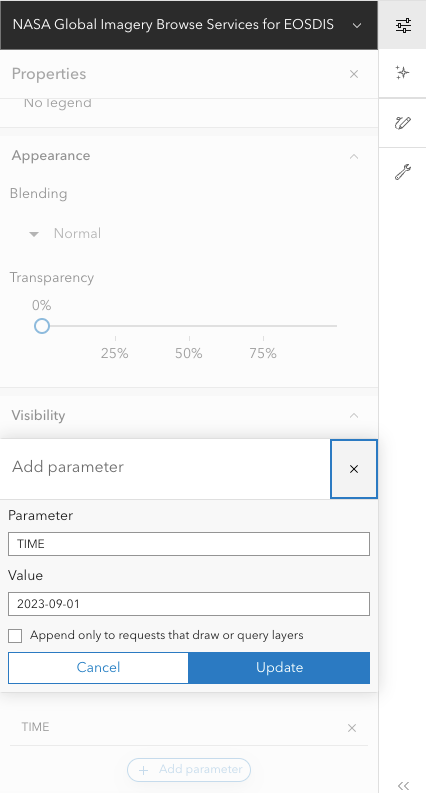 NASA Global Imagery Browse Services for EOSDIS
Properties
No legend
Appearance
Blending
Normal
Transparency
0%
25% 50% 75%
Visibility
Add parameter
Parameter
TIME
Value
2023-09-01
Append only to requests that draw or query layers
Cancel Update
TIME
Add parameter